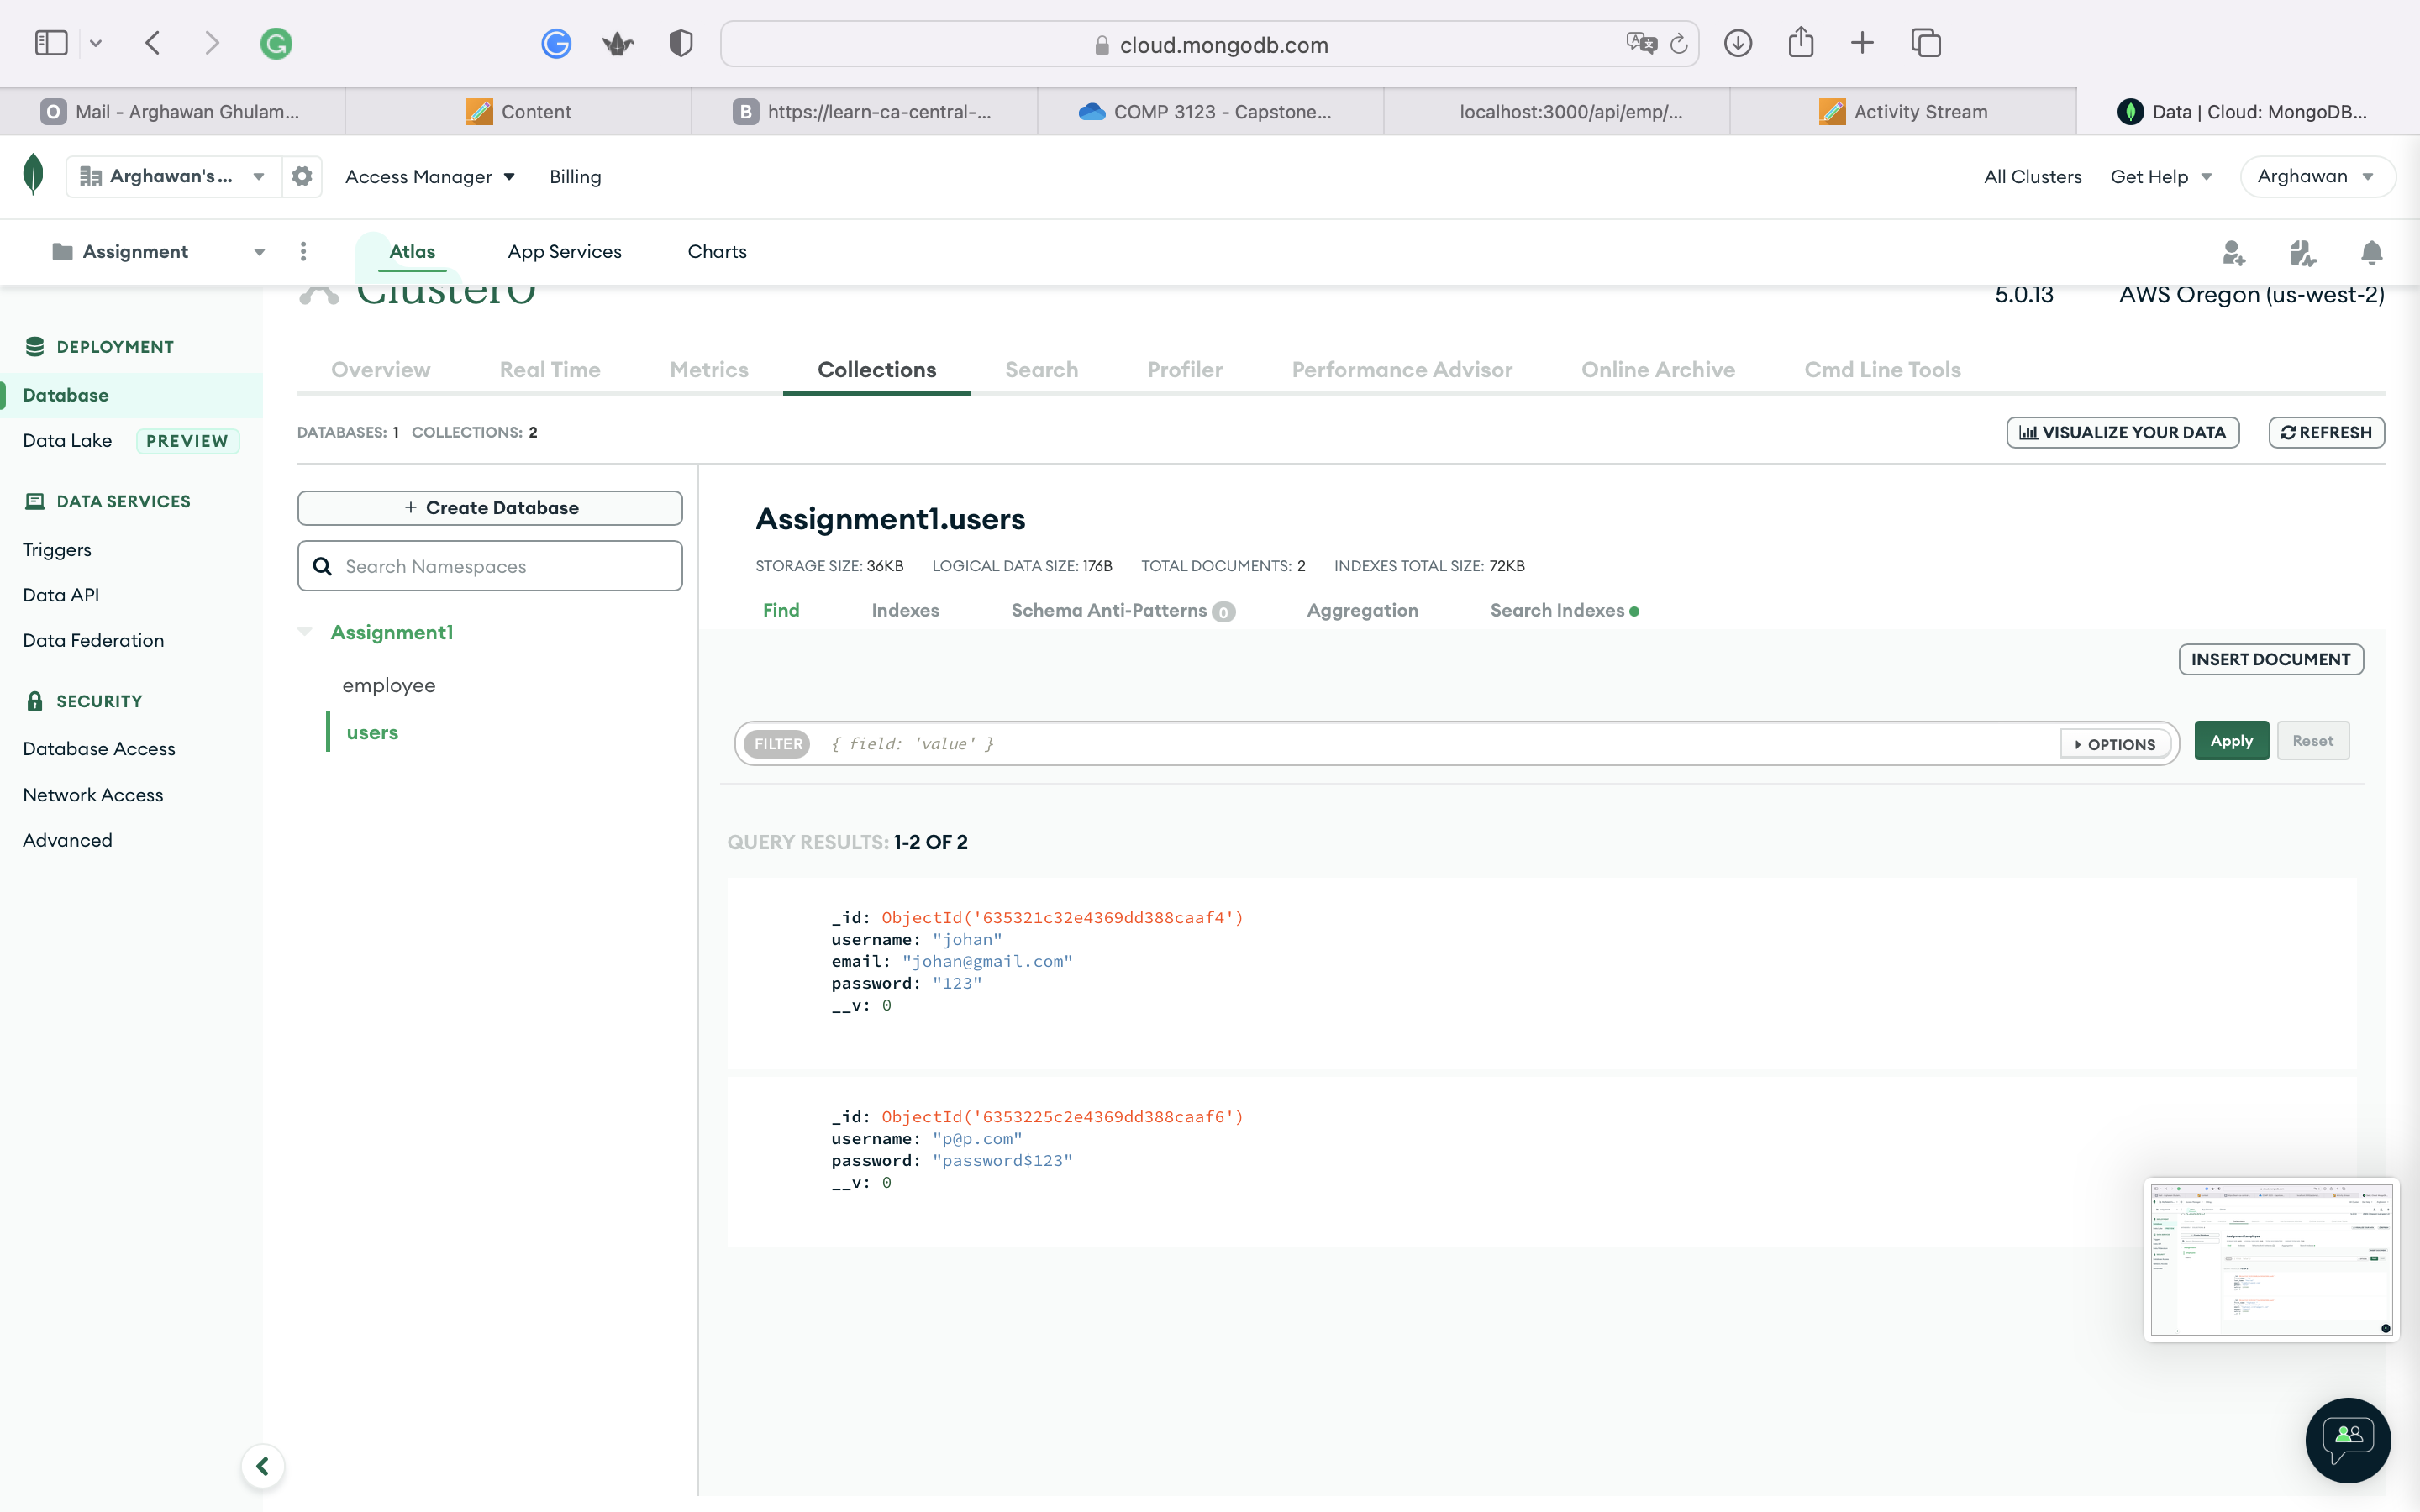 cloud.mongodb.com
O Mail - Arghawan Ghulam...
Content
B https://learn-ca-central-...
COMP 3123 - Capstone...
localhost:3000/api/emp/...
Activity Stream
Data | Cloud: MongoDB...
Arghawan's ...
Access Manager
Billing
All Clusters
Get Help
Arghawan
Assignment
Atlas
App Services
Charts
Cluster0
5.0.13
AWS Oregon (us-west-2)
DEPLOYMENT
Database
Data Lake PREVIEW
DATA SERVICES
Triggers
Data API
Data Federation
SECURITY
Database Access
Network Access
Advanced
Overview
Real Time
Metrics
Collections
Search
Profiler
Performance Advisor
Online Archive
Cmd Line Tools
DATABASES: 1 COLLECTIONS: 2
VISUALIZE YOUR DATA
REFRESH
+ Create Database
Search Namespaces
Assignment1
employee
users
Assignment1.users
STORAGE SIZE: 36KB LOGICAL DATA SIZE: 176B TOTAL DOCUMENTS: 2 INDEXES TOTAL SIZE: 72KB
Find
Indexes
Schema Anti-Patterns 0
Aggregation
Search Indexes
INSERT DOCUMENT
FILTER { field: 'value' }
OPTIONS
Apply
Reset
QUERY RESULTS: 1-2 OF 2
_id: ObjectId('635321c32e4369dd388caaf4')
username: "johan"
email: "johan@gmail.com"
password: "123"
__v: 0
_id: ObjectId('6353225c2e4369dd388caaf6')
username: "p@p.com"
password: "password$123"
__v: 0